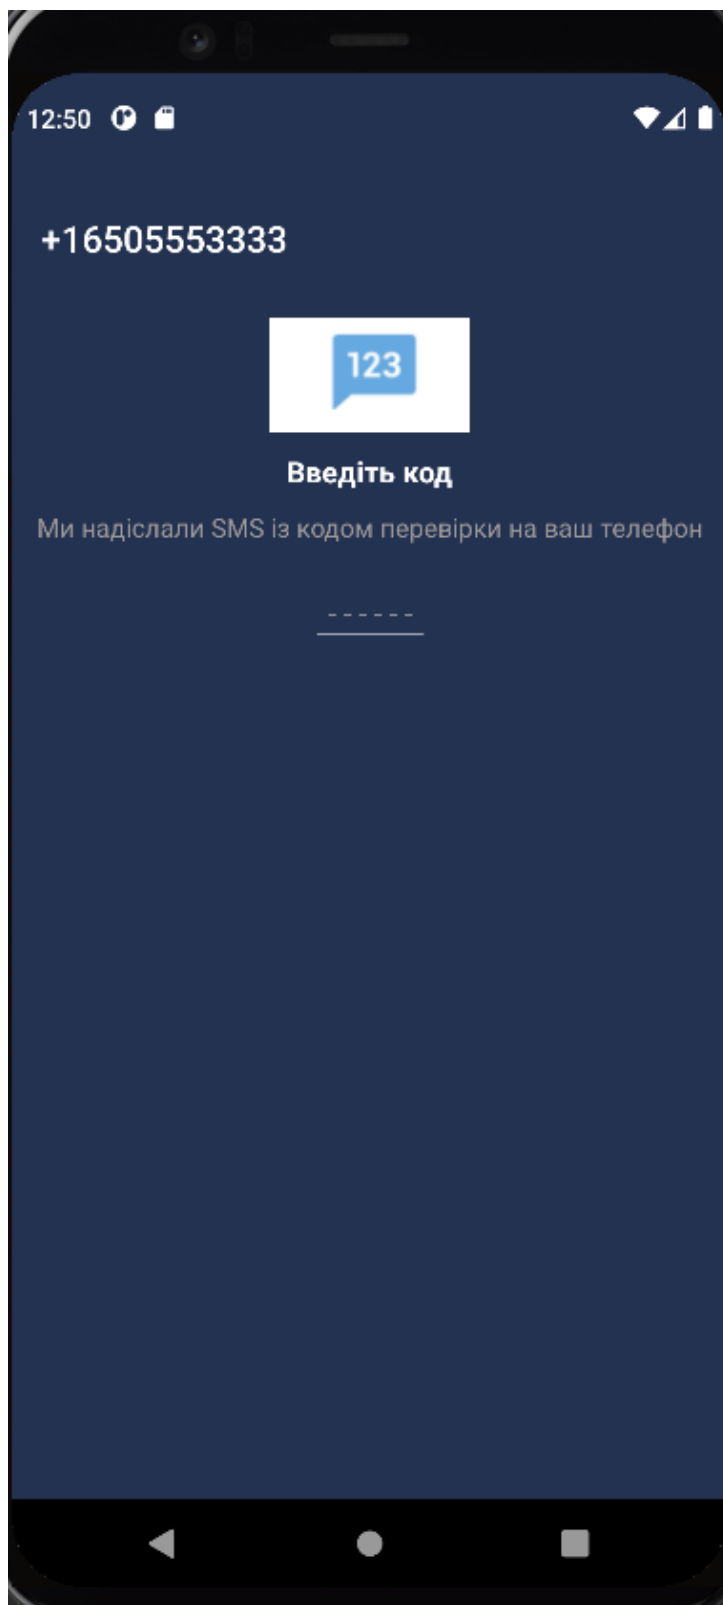 12:50
+16505553333
123
Введіть код
Ми надіслали SMS із кодом перевірки на ваш телефон
------